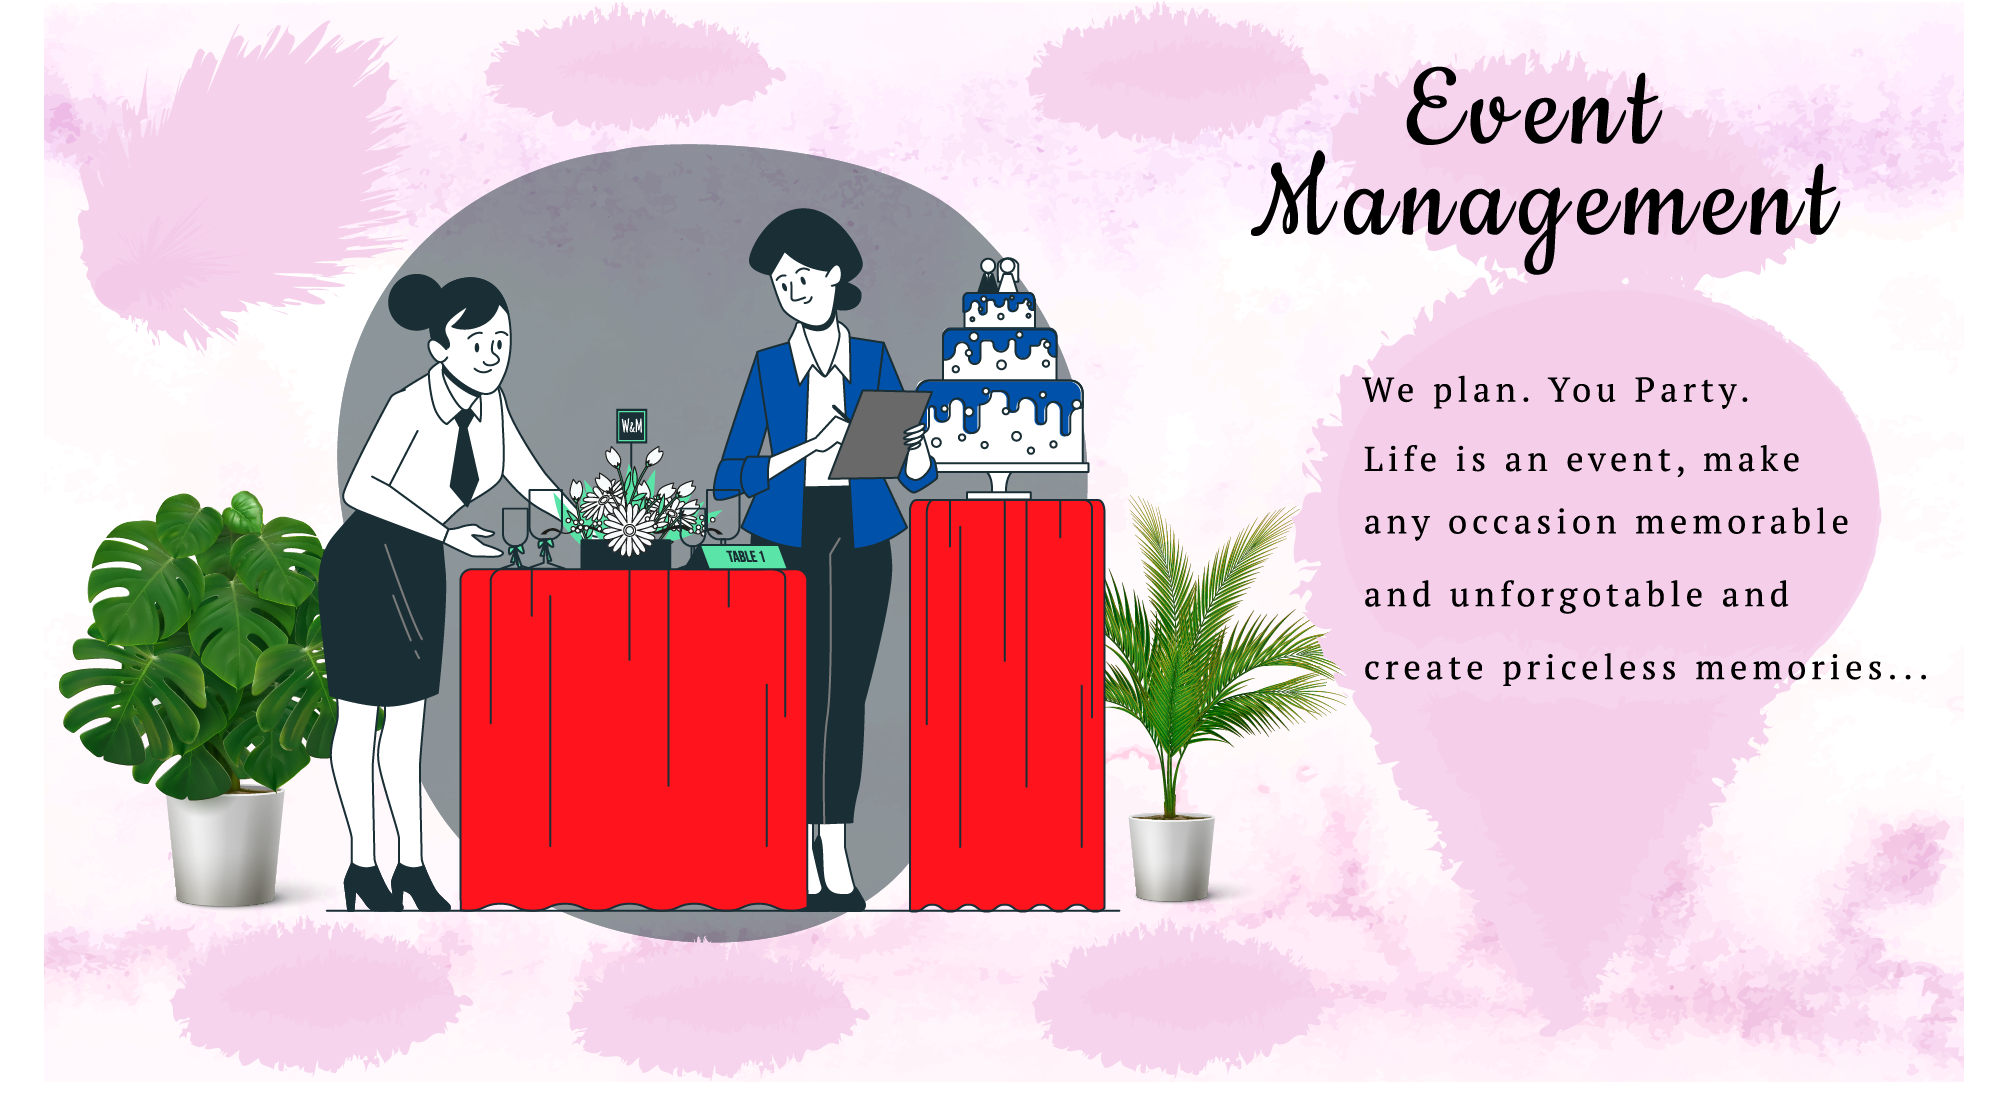 Event
Management
We plan. You Party.
Life is an event, make
any occasion memorable
and unforgotable and
create priceless memories...
W&M
TABLE 1